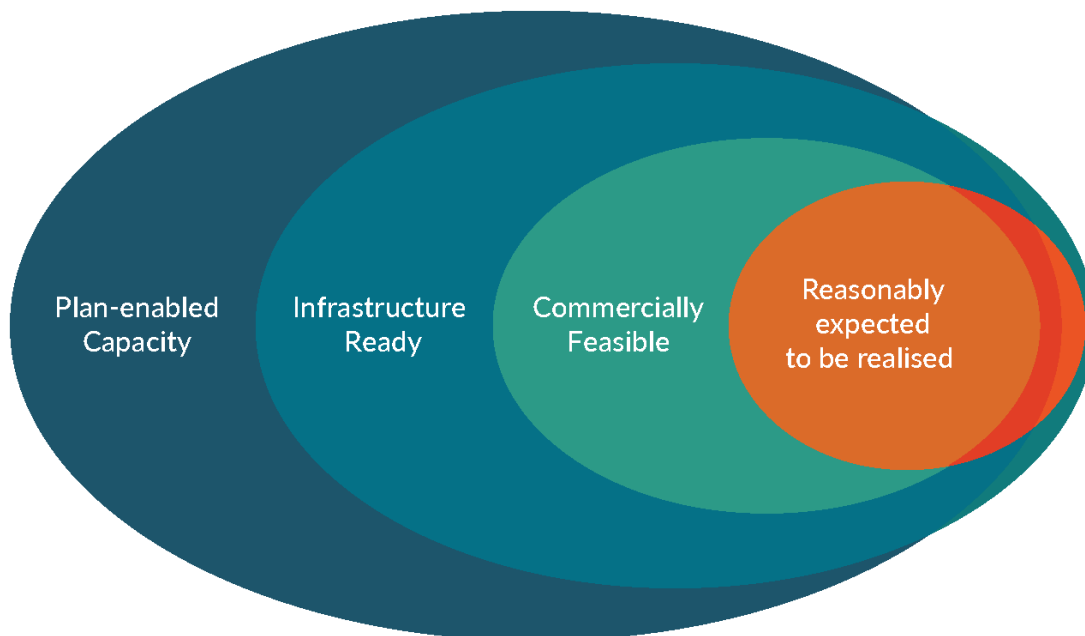 Plan-enabled
Capacity
Infrastructure
Ready
Commercially
Feasible
Reasonably
expected
to be realised